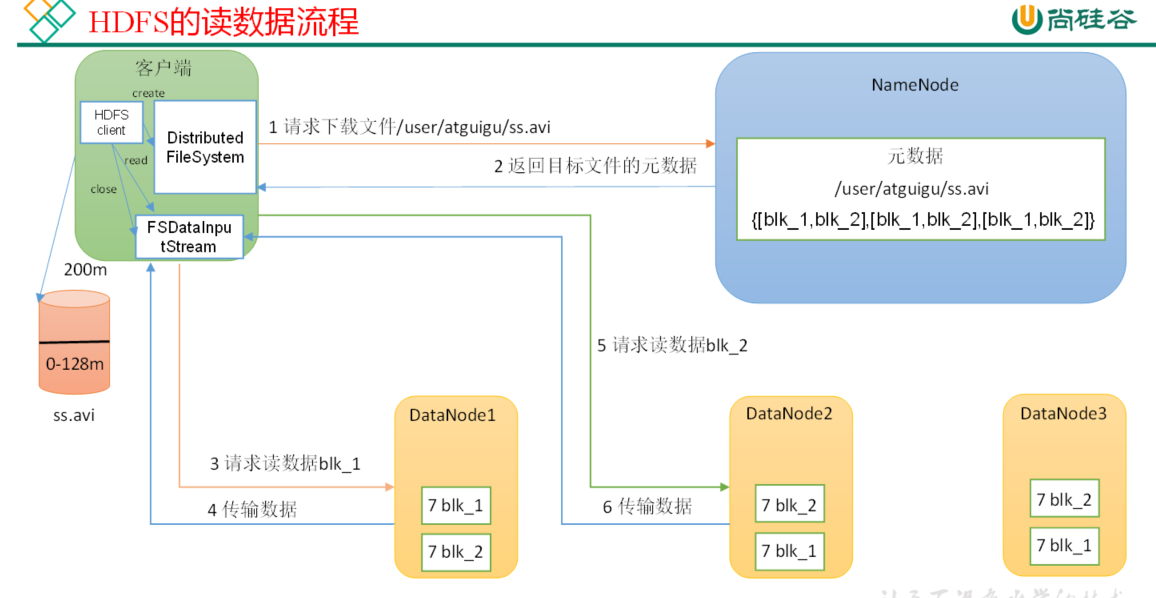 HDFS的读数据流程
尚硅谷
客户端
create
HDFS
client
Distributed
FileSystem
read
close
FSDataInpu
tStream
1 请求下载文件/user/atguigu/ss.avi
2 返回目标文件的元数据
NameNode
元数据
/user/atguigu/ss.avi
{[blk_1,blk_2],[blk_1,blk_2],[blk_1,blk_2]}
200m
0-128m
ss.avi
5 请求读数据blk_2
3 请求读数据blk_1
4 传输数据
6 传输数据
DataNode1
7 blk_1
7 blk_2
DataNode2
7 blk_2
7 blk_1
DataNode3
7 blk_2
7 blk_1